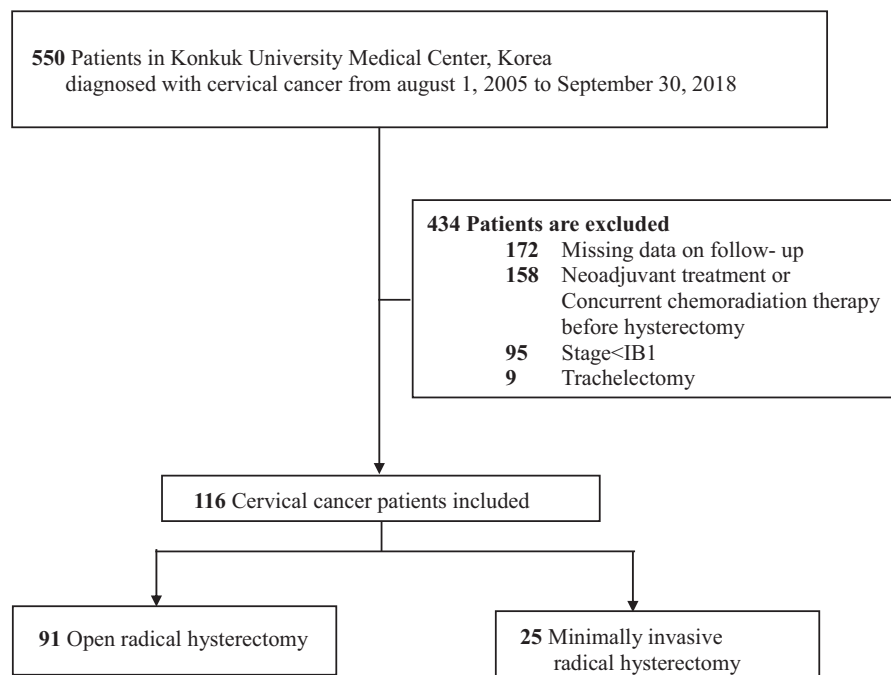 550 Patients in Konkuk University Medical Center, Korea
diagnosed with cervical cancer from august 1, 2005 to September 30, 2018
434 Patients are excluded
172 Missing data on follow- up
158 Neoadjuvant treatment or
Concurrent chemoradiation therapy
before hysterectomy
95 Stage<IB1
9 Trachelectomy
116 Cervical cancer patients included
91 Open radical hysterectomy
25 Minimally invasive
radical hysterectomy